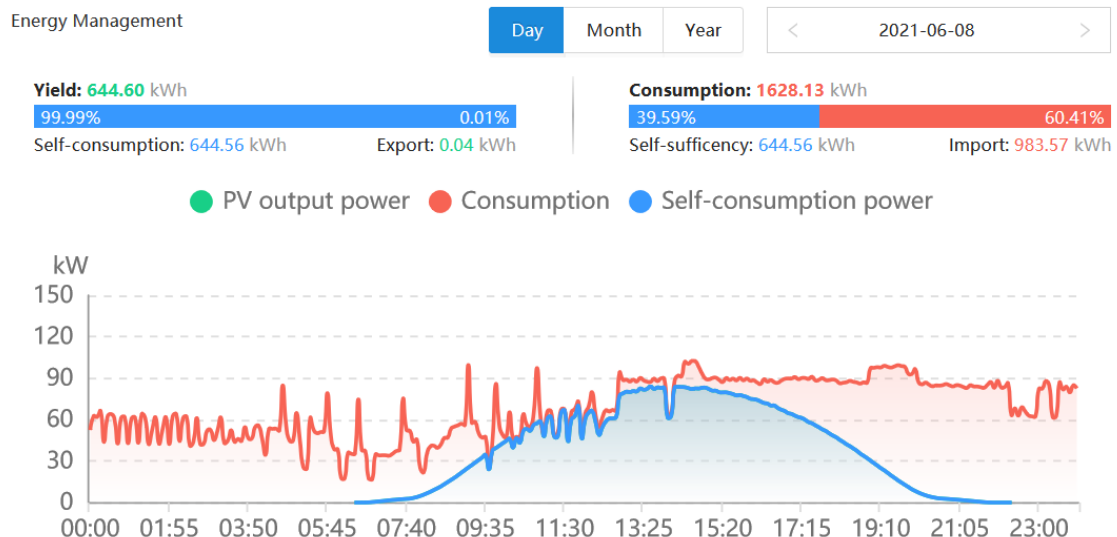 Energy Management
Day Month Year < 2021-06-08 >
Yield: 644.60 kWh
99.99% 0.01%
Self-consumption: 644.56 kWh Export: 0.04 kWh
Consumption: 1628.13 kWh
39.59% 60.41%
Self-sufficency: 644.56 kWh Import: 983.57 kWh
PV output power Consumption Self-consumption power
kW
150
120
90
60
30
0
00:00 01:55 03:50 05:45 07:40 09:35 11:30 13:25 15:20 17:15 19:10 21:05 23:00